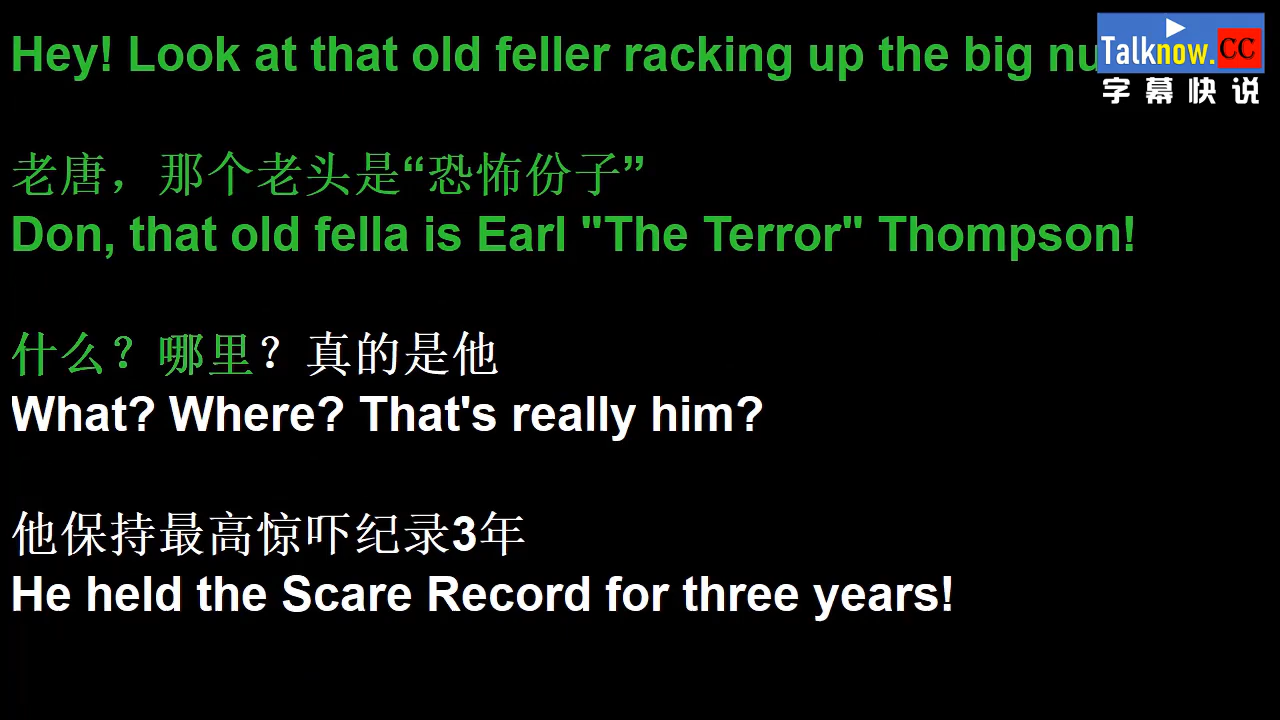 Hey! Look at that old feller racking up the big
Talknow.CC
字幕快说
老唐，那个老头是“恐怖份子”
Don, that old fella is Earl "The Terror" Thompson!
什么？哪里？真的是他
What? Where? That's really him?
他保持最高惊吓纪录3年
He held the Scare Record for three years!